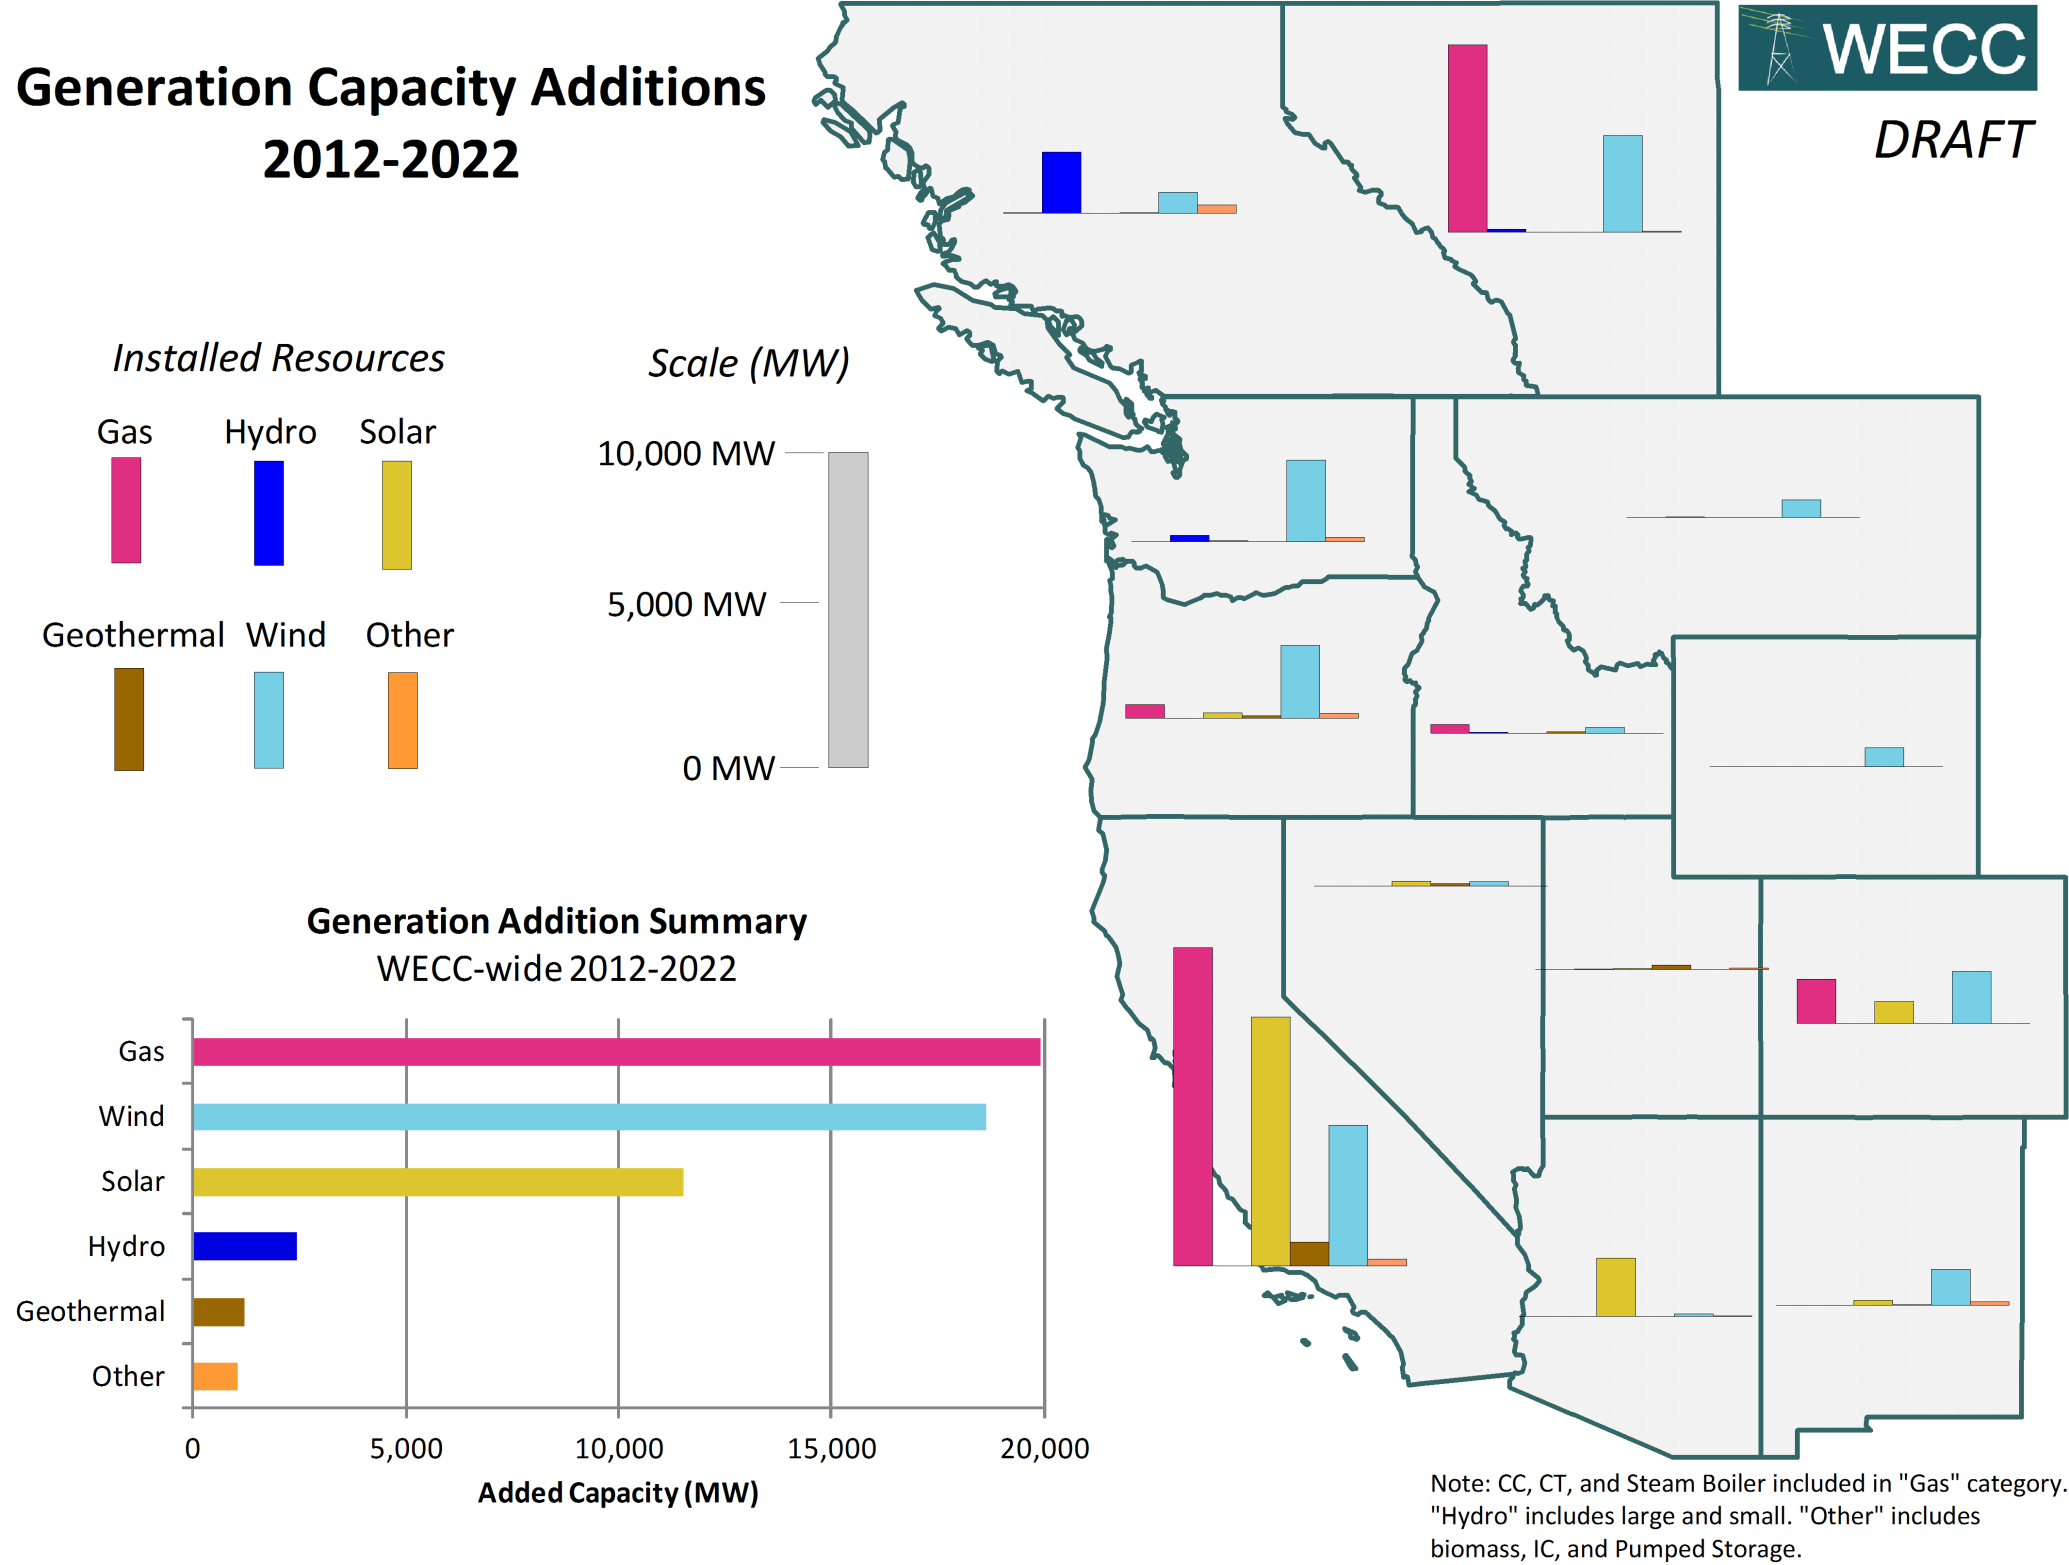 Generation Capacity Additions
2012-2022
WECC
DRAFT
Installed Resources
Gas Hydro Solar
Geothermal Wind Other
Scale (MW)
10,000 MW
5,000 MW
0 MW
Generation Addition Summary
WECC-wide 2012-2022
Gas
Wind
Solar
Hydro
Geothermal
Other
0 5,000 10,000 15,000 20,000
Added Capacity (MW)
Note: CC, CT, and Steam Boiler included in "Gas" category.
"Hydro" includes large and small. "Other" includes
biomass, IC, and Pumped Storage.